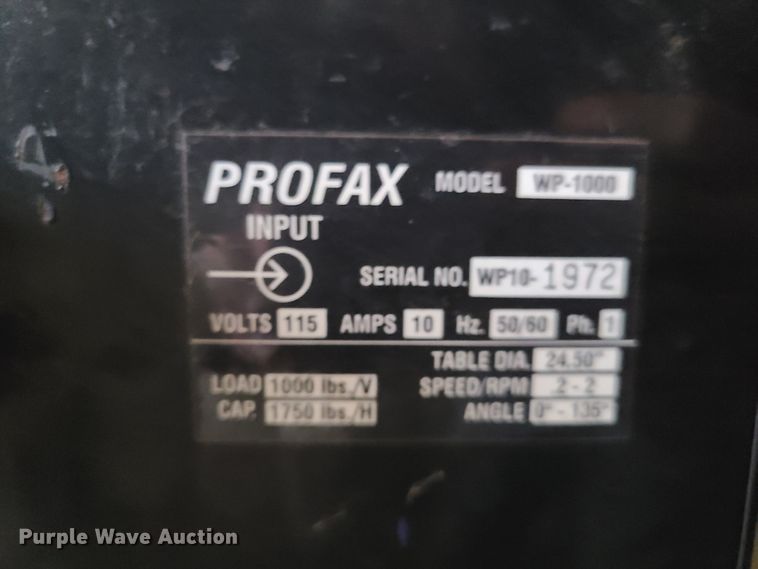 PROFAX MODEL WP-1000
INPUT
SERIAL NO. WP10-1972
VOLTS 115 AMPS 10 Hz. 50/60 Ph. 1
TABLE DIA. 24.50"
LOAD 1000 lbs./V SPEED/RPM .2 - 2
CAP. 1750 lbs./H ANGLE 0° - 135°
Purple Wave Auction